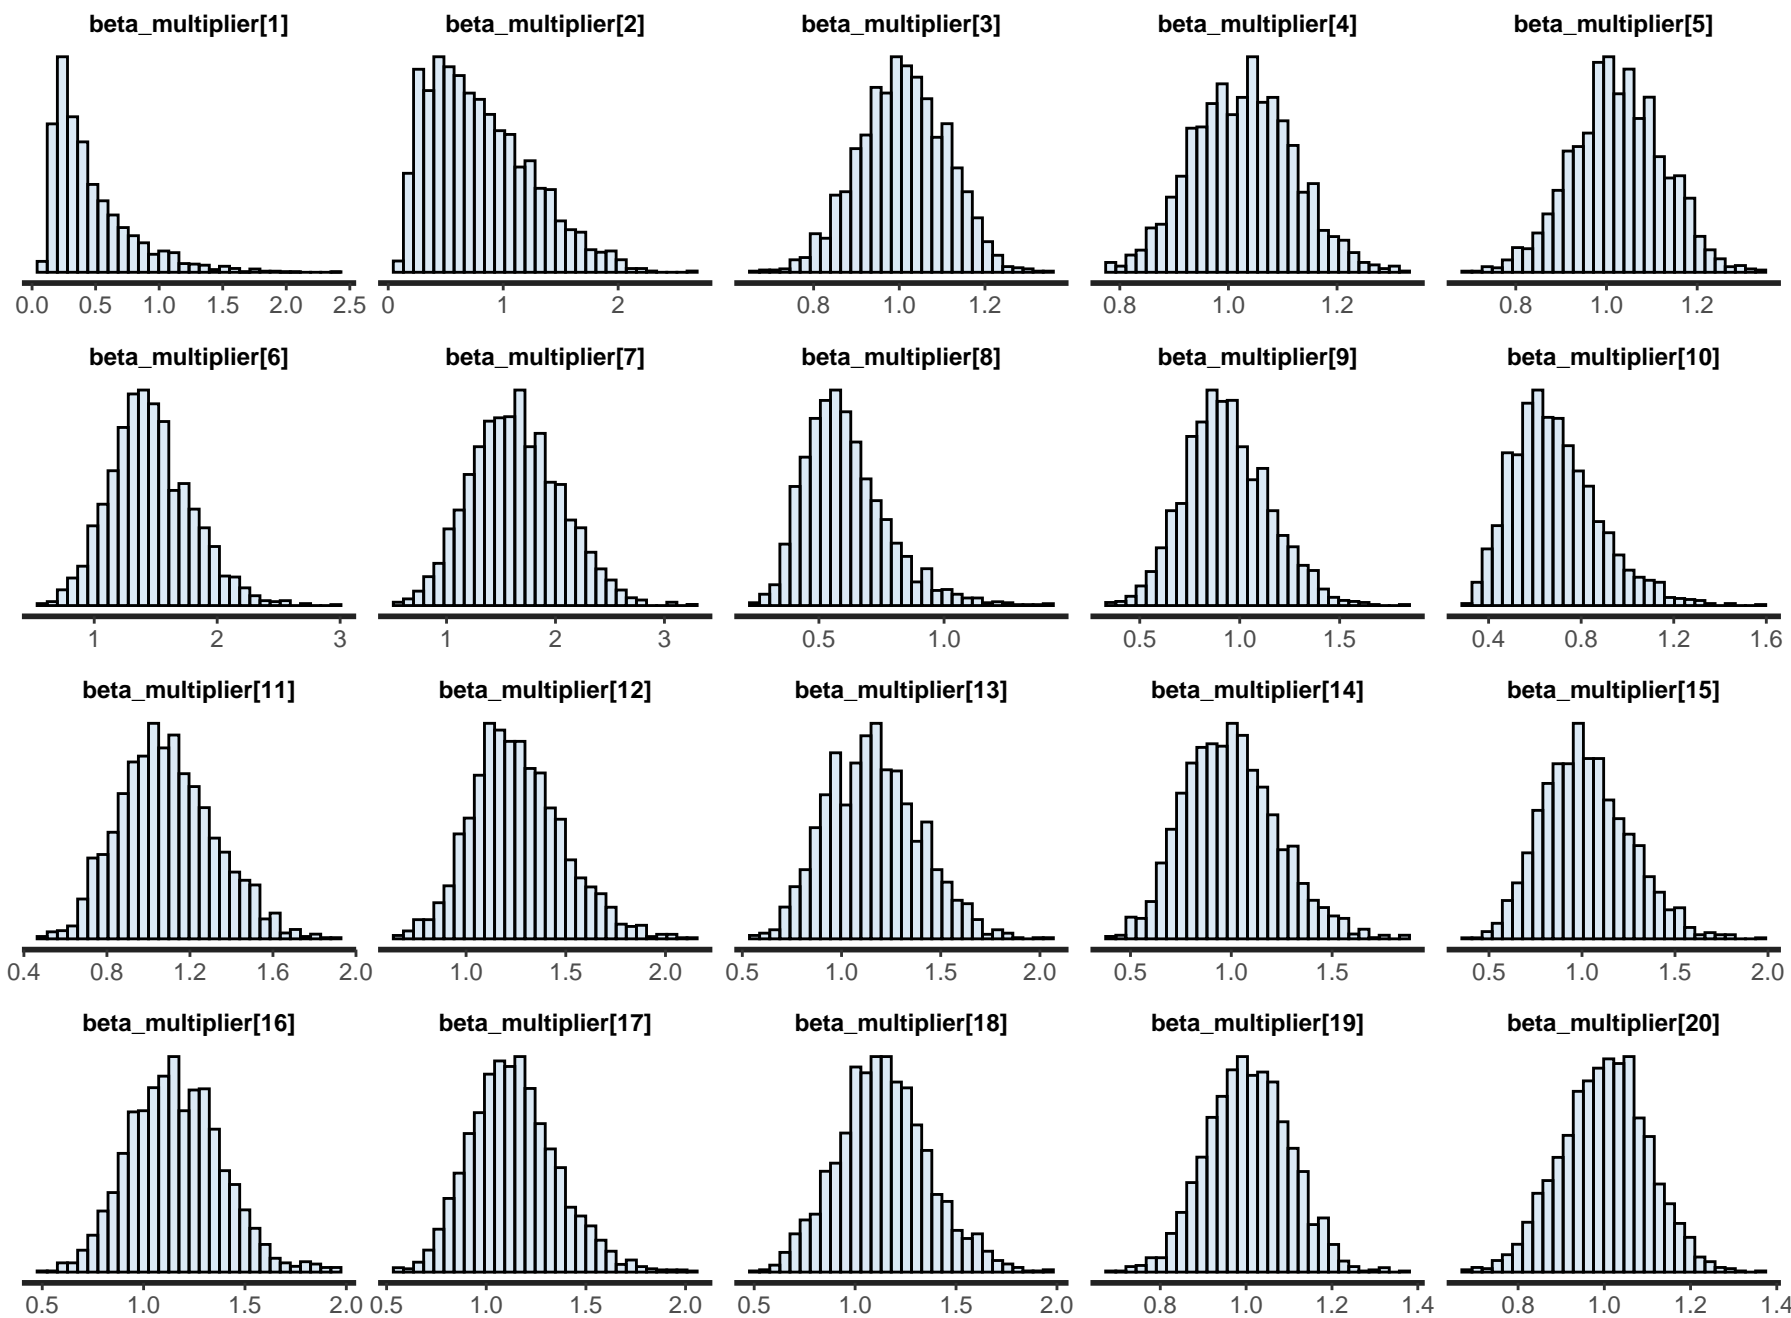 beta_multiplier[1] beta_multiplier[2] beta_multiplier[3] beta_multiplier[4] beta_multiplier[5]
0.0 0.5 1.0 1.5 2.0 2.5 0 1 2 0.8 1.0 1.2 0.8 1.0 1.2 0.8 1.0 1.2
beta_multiplier[6] beta_multiplier[7] beta_multiplier[8] beta_multiplier[9] beta_multiplier[10]
1 2 3 1 2 3 0.5 1.0 0.5 1.0 1.5 0.4 0.8 1.2 1.6
beta_multiplier[11] beta_multiplier[12] beta_multiplier[13] beta_multiplier[14] beta_multiplier[15]
0.4 0.8 1.2 1.6 2.0 1.0 1.5 2.0 0.5 1.0 1.5 2.0 0.5 1.0 1.5 0.5 1.0 1.5 2.0
beta_multiplier[16] beta_multiplier[17] beta_multiplier[18] beta_multiplier[19] beta_multiplier[20]
0.5 1.0 1.5 2.0 0.5 1.0 1.5 2.0 0.5 1.0 1.5 2.0 0.8 1.0 1.2 1.4 0.8 1.0 1.2 1.4